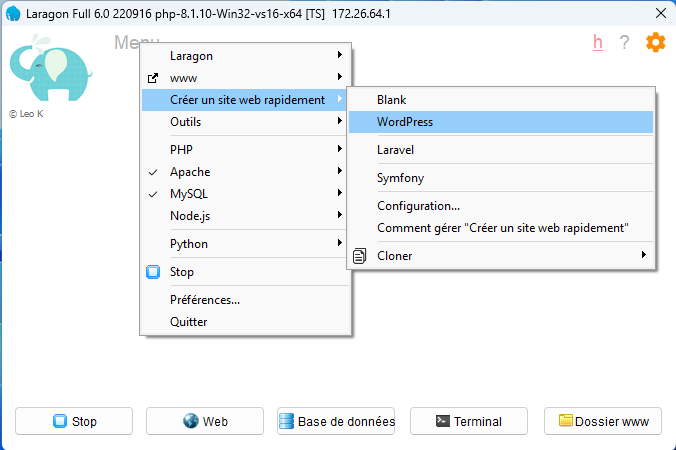 Laragon Full 6.0 220916 php-8.1.10-Win32-vs16-x64 [TS] 172.26.64.1
Menu
h ?
© Leo K
Laragon
www
Créer un site web rapidement
Outils
PHP
Apache
MySQL
Node.js
Python
Stop
Préférences...
Quitter
Blank
WordPress
Laravel
Symfony
Configuration...
Comment gérer "Créer un site web rapidement"
Cloner
Stop
Web
Base de données
Terminal
Dossier www